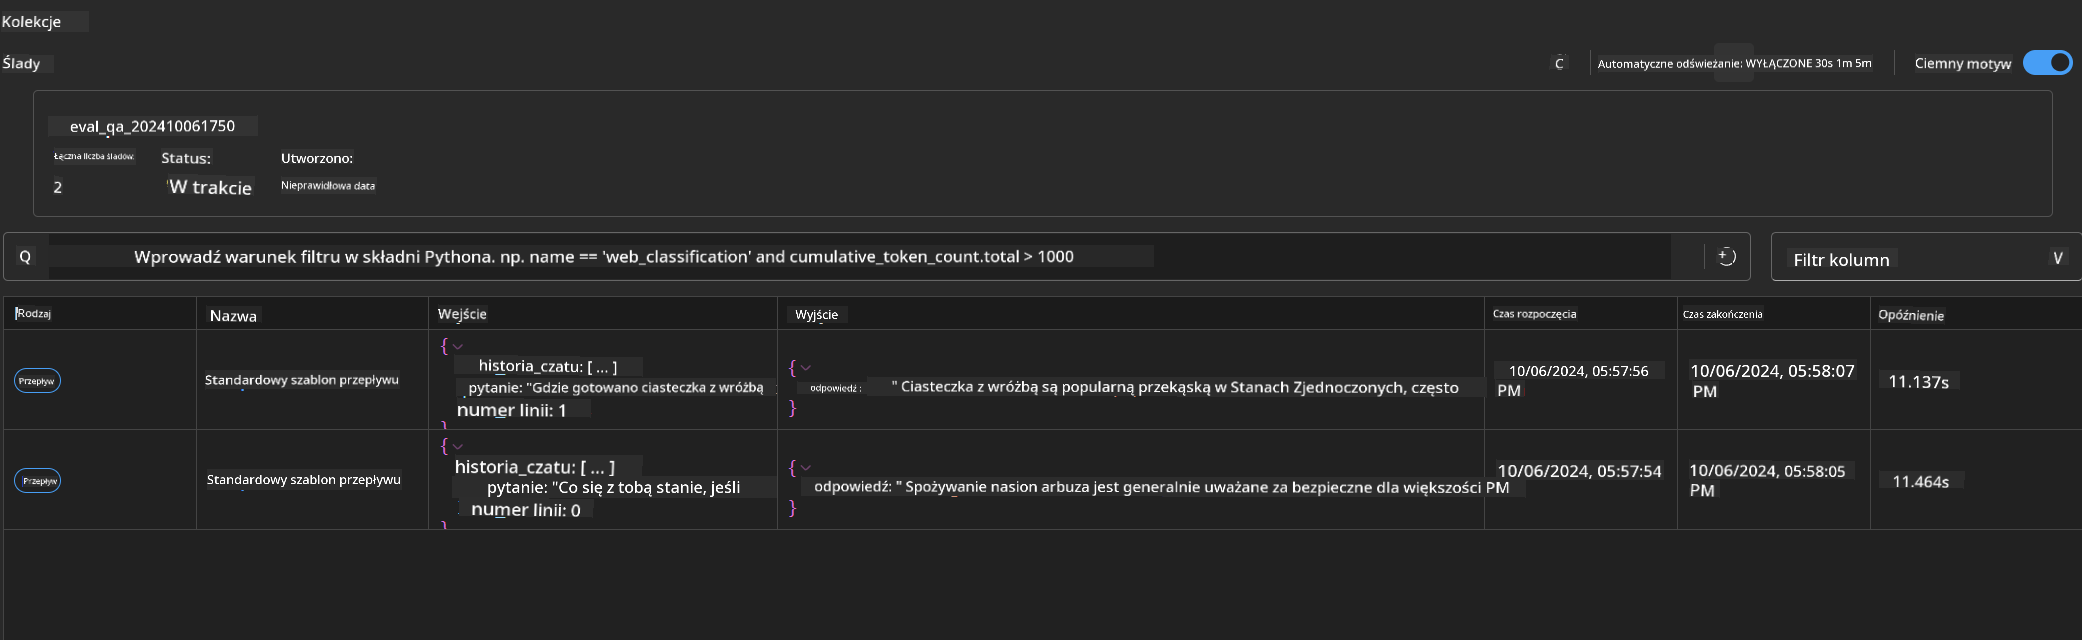 Kolekcje
Ślady
C
Automatyczne odświeżanie: WYŁĄCZONE 30s 1m 5m
Ciemny motyw
eval_qa_202410061750
Łączna liczba śladów:
Status:
Utworzono:
2
'W trakcie
Nieprawidłowa data
Q
Wprowadź warunek filtru w składni Pythona. np. name == 'web_classification' and cumulative_token_count.total > 1000
Filtr kolumn
V
Rodzaj
Nazwa
Wejście
Wyjście
Czas rozpoczęcia
Czas zakończenia
Opóźnienie
Przepływ
Standardowy szablon przepływu
{
historia_czatu: [ ... ]
pytanie: "Gdzie gotowano ciasteczka z wróżbą
numer linii: 1
}
{
odpowiedź : " Ciasteczka z wróżbą są popularną przekąską w Stanach Zjednoczonych, często
}
10/06/2024, 05:57:56
PM
10/06/2024, 05:58:07
PM
11.137s
Przepływ
Standardowy szablon przepływu
{
historia_czatu: [ ... ]
pytanie: "Co się z tobą stanie, jeśli
numer linii: 0
}
{
odpowiedź: " Spożywanie nasion arbuza jest generalnie uważane za bezpieczne dla większości
}
10/06/2024, 05:57:54
PM
10/06/2024, 05:58:05
PM
11.464s